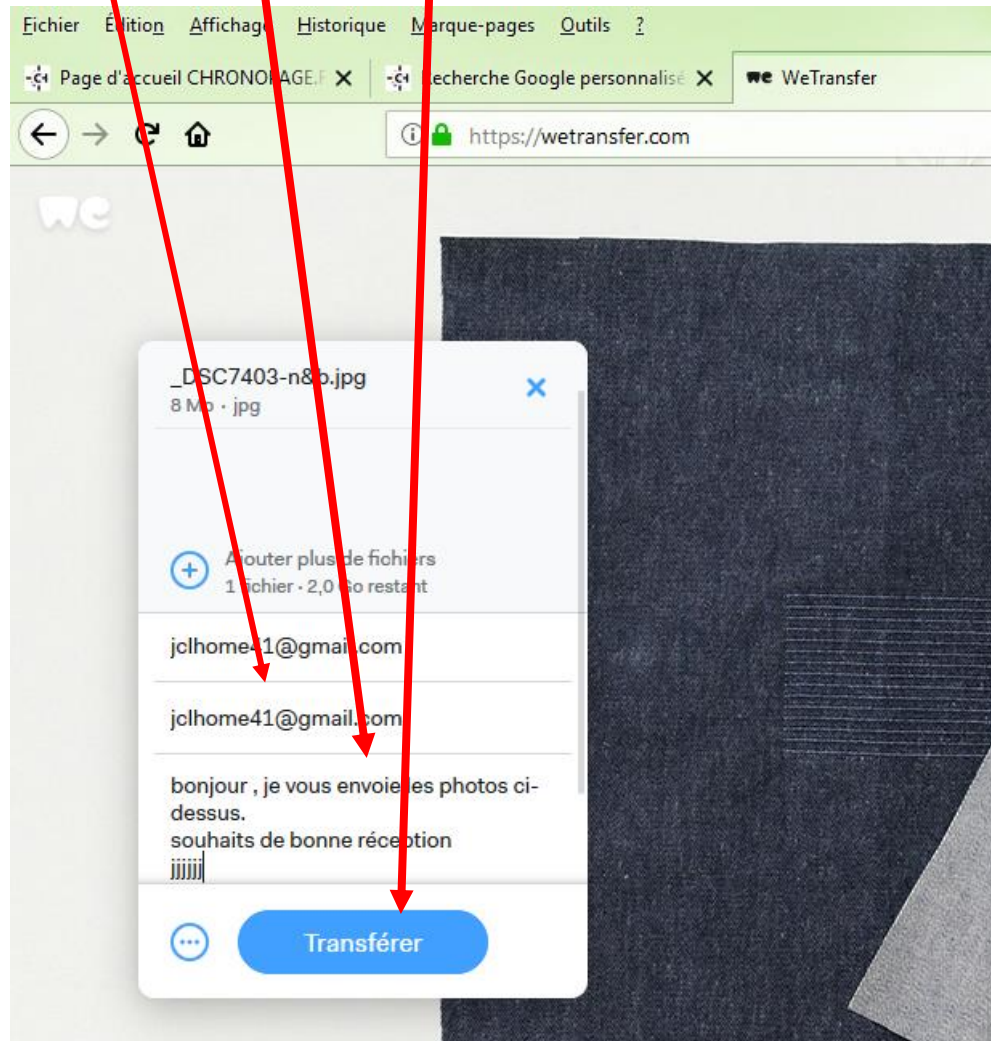 Fichier Édition Affichage Historique Marque-pages Outils ?
Page d'accueil CHRONOPAGE.F Recherche Google personnalisé we WeTransfer
https://wetransfer.com
we
_DSC7403-n&b.jpg
8 Mo · jpg
Ajouter plus de fichiers
1 fichier · 2,0 Go restant
jclhome41@gmail.com
jclhome41@gmail.com
bonjour , je vous envoie les photos ci-
dessus.
souhaits de bonne réception
jjjjjj
Transférer